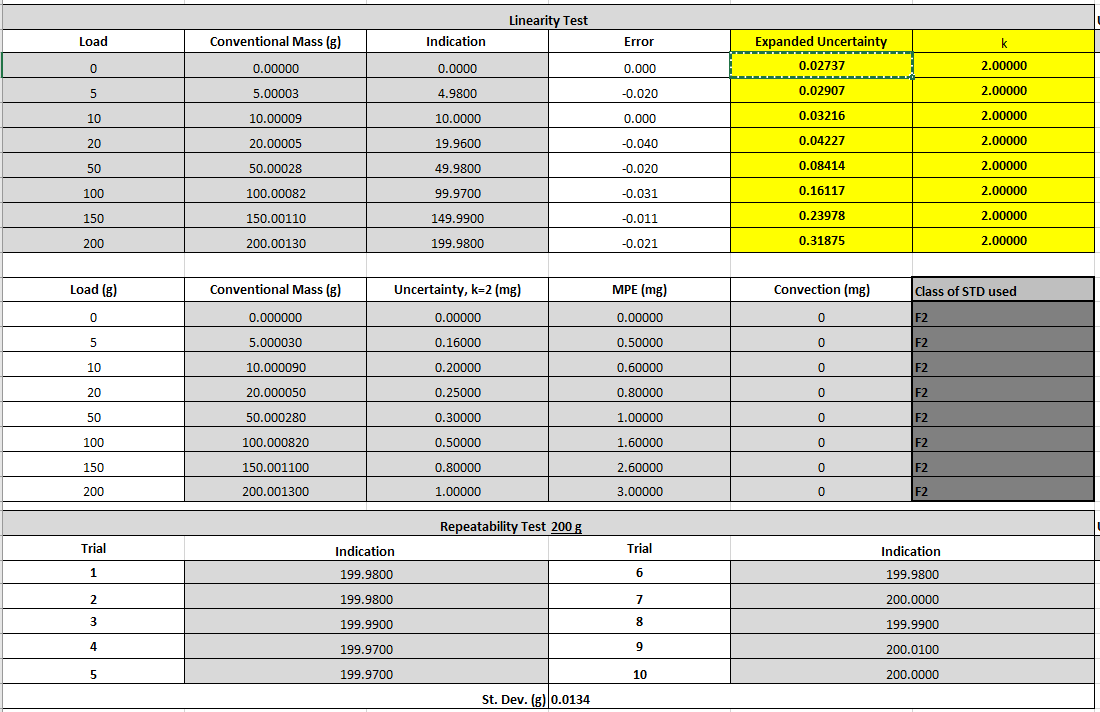 Linearity Test
Load Conventional Mass (g) Indication Error Expanded Uncertainty k
0 0.00000 0.0000 0.000 0.02737 2.00000
5 5.00003 4.9800 -0.020 0.02907 2.00000
10 10.00009 10.0000 0.000 0.03216 2.00000
20 20.00005 19.9600 -0.040 0.04227 2.00000
50 50.00028 49.9800 -0.020 0.08414 2.00000
100 100.00082 99.9700 -0.031 0.16117 2.00000
150 150.00110 149.9900 -0.011 0.23978 2.00000
200 200.00130 199.9800 -0.021 0.31875 2.00000
Load (g) Conventional Mass (g) Uncertainty, k=2 (mg) MPE (mg) Convection (mg) Class of STD used
0 0.000000 0.00000 0.00000 0 F2
5 5.000030 0.16000 0.50000 0 F2
10 10.000090 0.20000 0.60000 0 F2
20 20.000050 0.25000 0.80000 0 F2
50 50.000280 0.30000 1.00000 0 F2
100 100.000820 0.50000 1.60000 0 F2
150 150.001100 0.80000 2.60000 0 F2
200 200.001300 1.00000 3.00000 0 F2
Repeatability Test 200 g
Trial Indication Trial Indication
1 199.9800 6 199.9800
2 199.9800 7 200.0000
3 199.9900 8 199.9900
4 199.9700 9 200.0100
5 199.9700 10 200.0000
St. Dev. (g) 0.0134